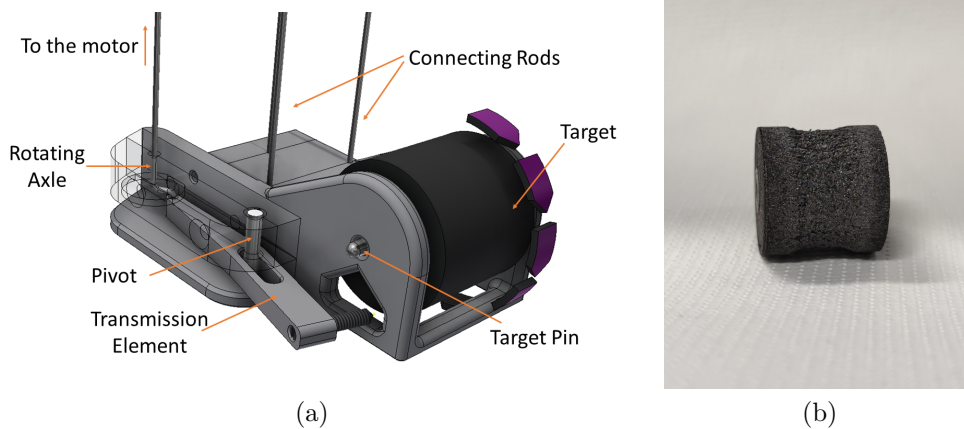 To the motor
Connecting Rods
Target
Rotating
Axle
Pivot
Transmission
Element
Target Pin
(a)
(b)